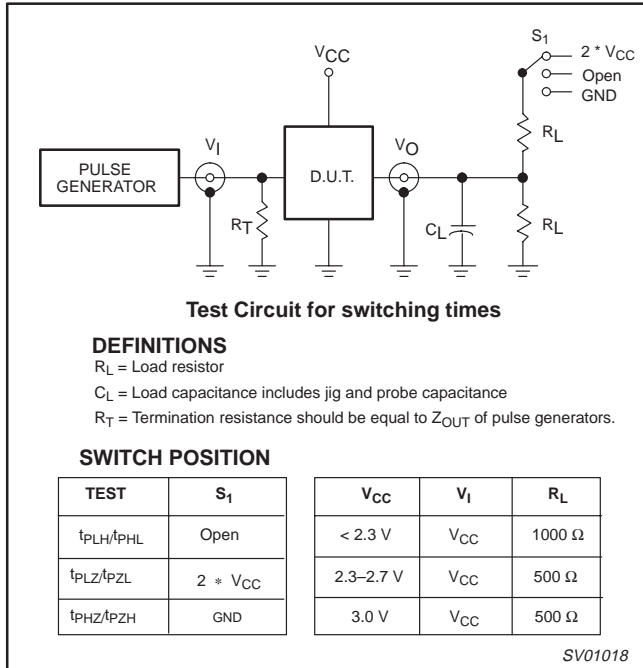 S1
2 * VCC
Open
GND
VCC
RL
VI
VO
PULSE
GENERATOR
D.U.T.
RT
CL
RL
Test Circuit for switching times
DEFINITIONS
RL = Load resistor
CL = Load capacitance includes jig and probe capacitance
RT = Termination resistance should be equal to ZOUT of pulse generators.
SWITCH POSITION
TEST S1
tPLH/tPHL Open
tPLZ/tPZL 2 * VCC
tPHZ/tPZH GND
VCC VI RL
< 2.3 V VCC 1000 Ω
2.3–2.7 V VCC 500 Ω
3.0 V VCC 500 Ω
SV01018